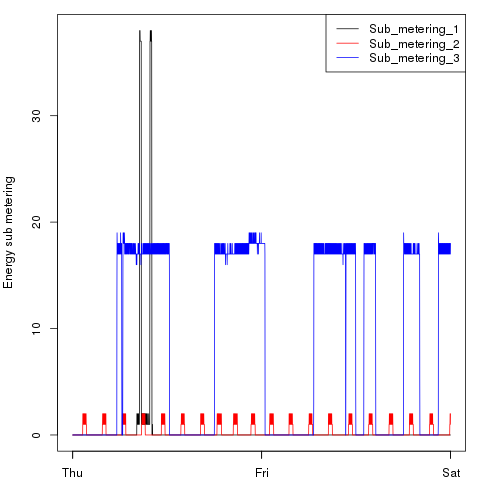 Sub_metering_1
Sub_metering_2
Sub_metering_3
Energy sub metering
30
20
10
0
Thu Fri Sat